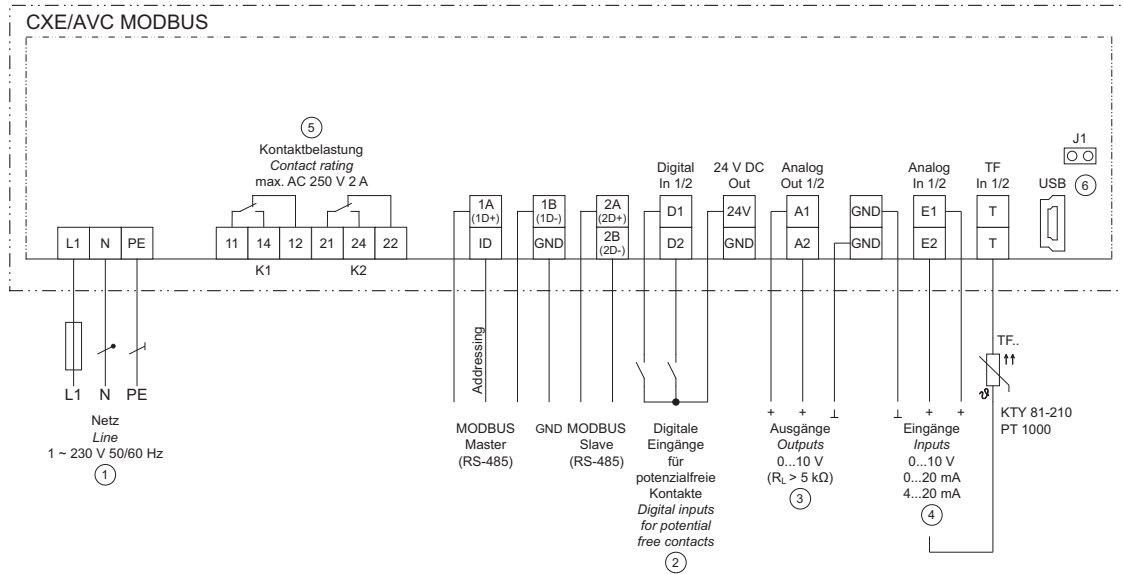 CXE/AVC MODBUS
5
Kontaktbelastung
Contact rating
max. AC 250 V 2 A
J1
Digital
In 1/2
24 V DC
Out
Analog
Out 1/2
Analog
In 1/2
TF
In 1/2
USB 6
1A
(1D+)
ID
1B
(1D-)
GND
2A
(2D+)
2B
(2D-)
D1
D2
24V
GND
A1
A2
GND
GND
E1
E2
T
T
L1 N PE
11 14 12 21 24 22
K1 K2
Addressing
L1 N PE
Netz
Line
1 ~ 230 V 50/60 Hz
1
MODBUS
Master
(RS-485)
GND
MODBUS
Slave
(RS-485)
Digitale
Eingänge
für
potenzialfreie
Kontakte
Digital inputs
for potential
free contacts
2
+ + ⊥
Ausgänge
Outputs
0...10 V
(RL > 5 kΩ)
3
⊥ + +
Eingänge
Inputs
0...10 V
0...20 mA
4...20 mA
4
TF..
ϑ
KTY 81-210
PT 1000